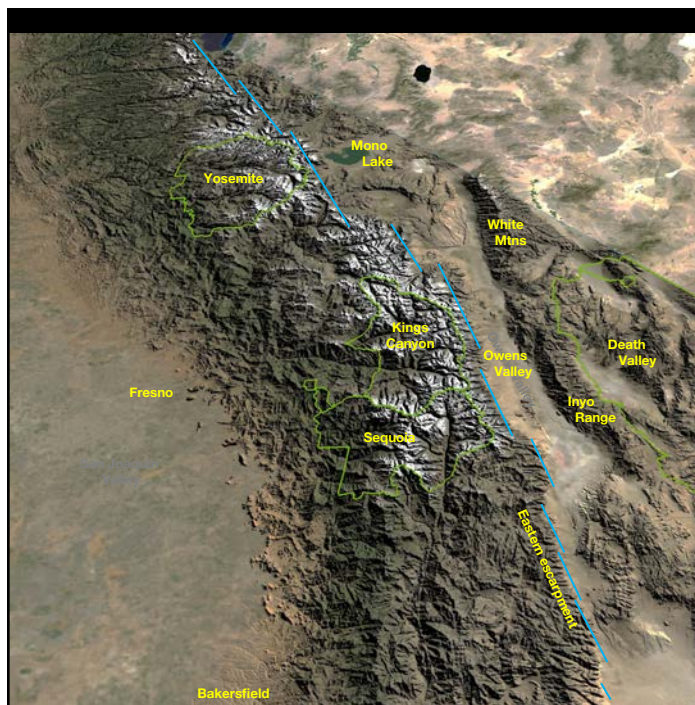 Mono
Lake
Yosemite
White
Mtns
Kings
Canyon
Death
Valley
Owens
Valley
Fresno
Inyo
Range
Sequoia
Eastern escarpment
Bakersfield